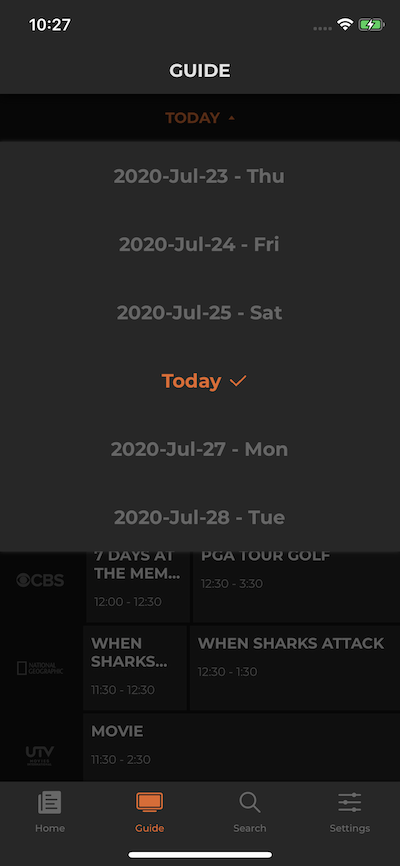 10:27
GUIDE
TODAY
2020-Jul-23 - Thu
2020-Jul-24 - Fri
2020-Jul-25 - Sat
Today
2020-Jul-27 - Mon
2020-Jul-28 - Tue
CBS
7 DAYS AT
THE MEM...
12:00 - 12:30
PGA TOUR GOLF
12:30 - 3:30
NATIONAL
GEOGRAPHIC
WHEN
SHARKS...
11:30 - 12:30
WHEN SHARKS ATTACK
12:30 - 1:30
UTV
MOVIE
11:30 - 2:30
Home
Guide
Search
Settings